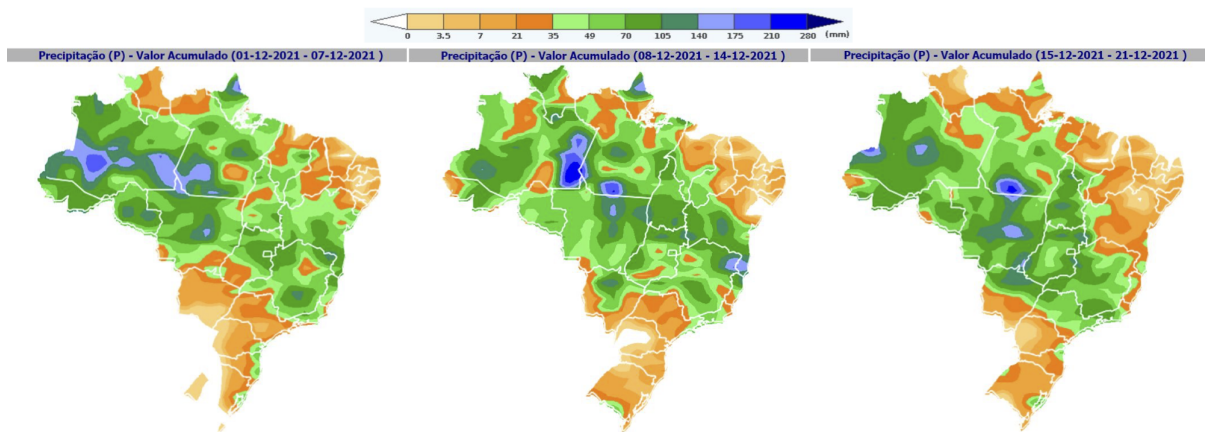 0 3.5 7 21 35 49 70 105 140 175 210 280 (mm)
Precipitação (P) - Valor Acumulado (01-12-2021 - 07-12-2021 )
Precipitação (P) - Valor Acumulado (08-12-2021 - 14-12-2021 )
Precipitação (P) - Valor Acumulado (15-12-2021 - 21-12-2021 )